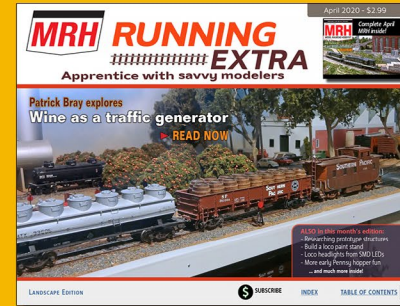 April 2020 - $2.99
MRH RUNNING
EXTRA
Apprentice with savvy modelers
MRH
Complete April
MRH inside!
Patrick Bray explores
Wine as a traffic generator
READ NOW
SOUTHERN PACIFIC
SOUTHERN
PACIFIC
ALSO in this month's edition:
- Researching prototype structures
- Build a loco paint stand
- Loco headlights from SMD LEDs
- More early Pennsy hopper fun
... and much more inside!
LANDSCAPE EDITION
$ SUBSCRIBE
INDEX
TABLE OF CONTENTS